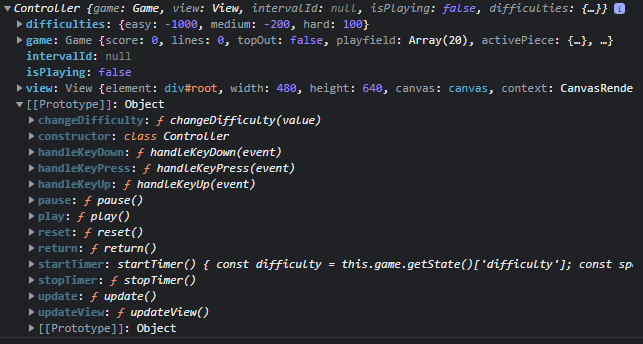 ▼Controller {game: Game, view: View, intervalId: null, isPlaying: false, difficulties: {…}} i
▶ difficulties: {easy: -1000, medium: -200, hard: 100}
▶ game: Game {score: 0, lines: 0, topOut: false, playfield: Array(20), activePiece: {…}, …}
intervalId: null
isPlaying: false
▶ view: View {element: div#root, width: 480, height: 640, canvas: canvas, context: CanvasRende
▼ [[Prototype]]: Object
▶ changeDifficulty: ƒ changeDifficulty(value)
▶ constructor: class Controller
▶ handleKeyDown: ƒ handleKeyDown(event)
▶ handleKeyPress: ƒ handleKeyPress(event)
▶ handleKeyUp: ƒ handleKeyUp(event)
▶ pause: ƒ pause()
▶ play: ƒ play()
▶ reset: ƒ reset()
▶ return: ƒ return()
▶ startTimer: startTimer() { const difficulty = this.game.getState()['difficulty']; const sp
▶ stopTimer: ƒ stopTimer()
▶ update: ƒ update()
▶ updateView: ƒ updateView()
▶ [[Prototype]]: Object